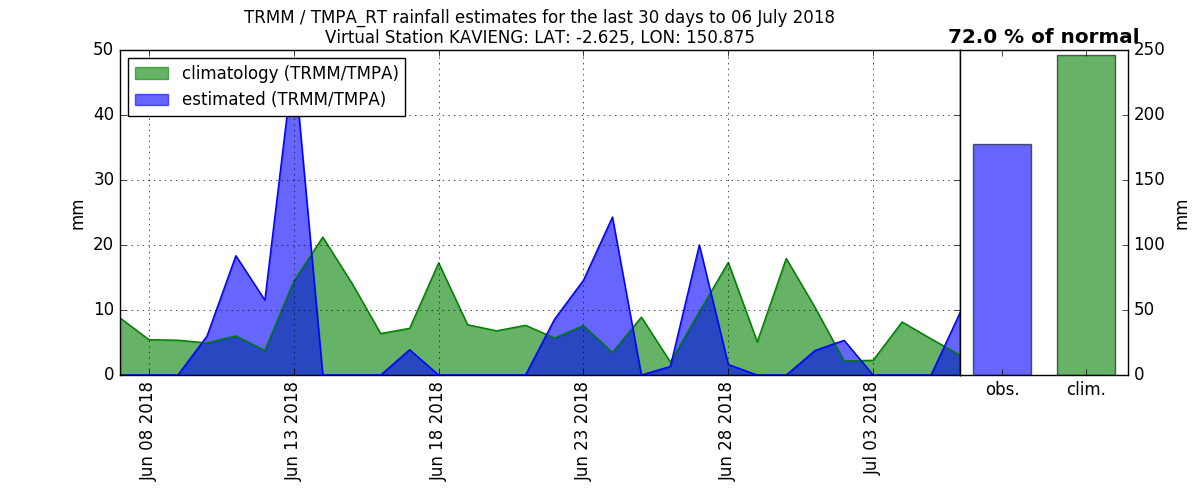 TRMM / TMPA_RT rainfall estimates for the last 30 days to 06 July 2018
Virtual Station KAVIENG: LAT: -2.625, LON: 150.875
72.0 % of normal
climatology (TRMM/TMPA)
estimated (TRMM/TMPA)
50
40
30
20
10
0
mm
Jun 08 2018
Jun 13 2018
Jun 18 2018
Jun 23 2018
Jun 28 2018
Jul 03 2018
250
200
150
100
50
0
mm
obs.
clim.